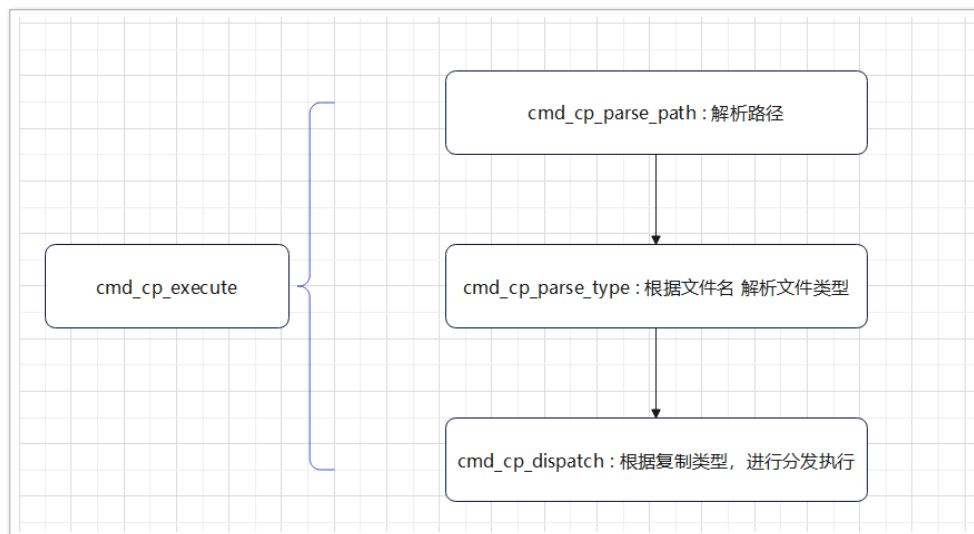 cmd_cp_parse_path : 解析路径
cmd_cp_execute
cmd_cp_parse_type : 根据文件名 解析文件类型
cmd_cp_dispatch : 根据复制类型，进行分发执行